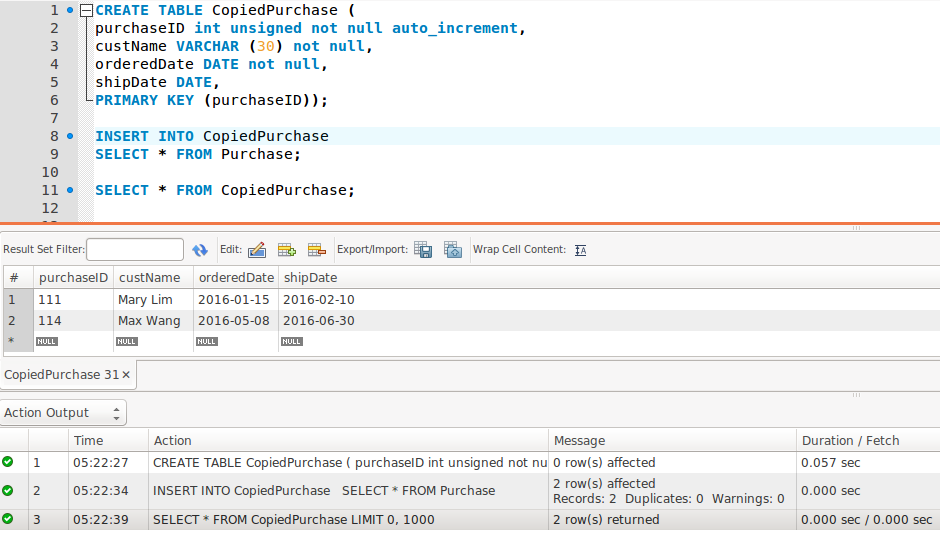 1 CREATE TABLE CopiedPurchase (
2 purchaseID int unsigned not null auto_increment,
3 custName VARCHAR (30) not null,
4 orderedDate DATE not null,
5 shipDate DATE,
6 PRIMARY KEY (purchaseID));
7
8 INSERT INTO CopiedPurchase
9 SELECT * FROM Purchase;
10
11 SELECT * FROM CopiedPurchase;
12
Result Set Filter: Edit: Export/Import: Wrap Cell Content: IA
# purchaseID custName orderedDate shipDate
1 111 Mary Lim 2016-01-15 2016-02-10
2 114 Max Wang 2016-05-08 2016-06-30
* NULL NULL NULL NULL
CopiedPurchase 31 ×
Action Output
Time Action Message Duration / Fetch
1 05:22:27 CREATE TABLE CopiedPurchase ( purchaseID int unsigned not nu 0 row(s) affected 0.057 sec
2 05:22:34 INSERT INTO CopiedPurchase SELECT * FROM Purchase 2 row(s) affected 0.000 sec
Records: 2 Duplicates: 0 Warnings: 0
3 05:22:39 SELECT * FROM CopiedPurchase LIMIT 0, 1000 2 row(s) returned 0.000 sec / 0.000 sec